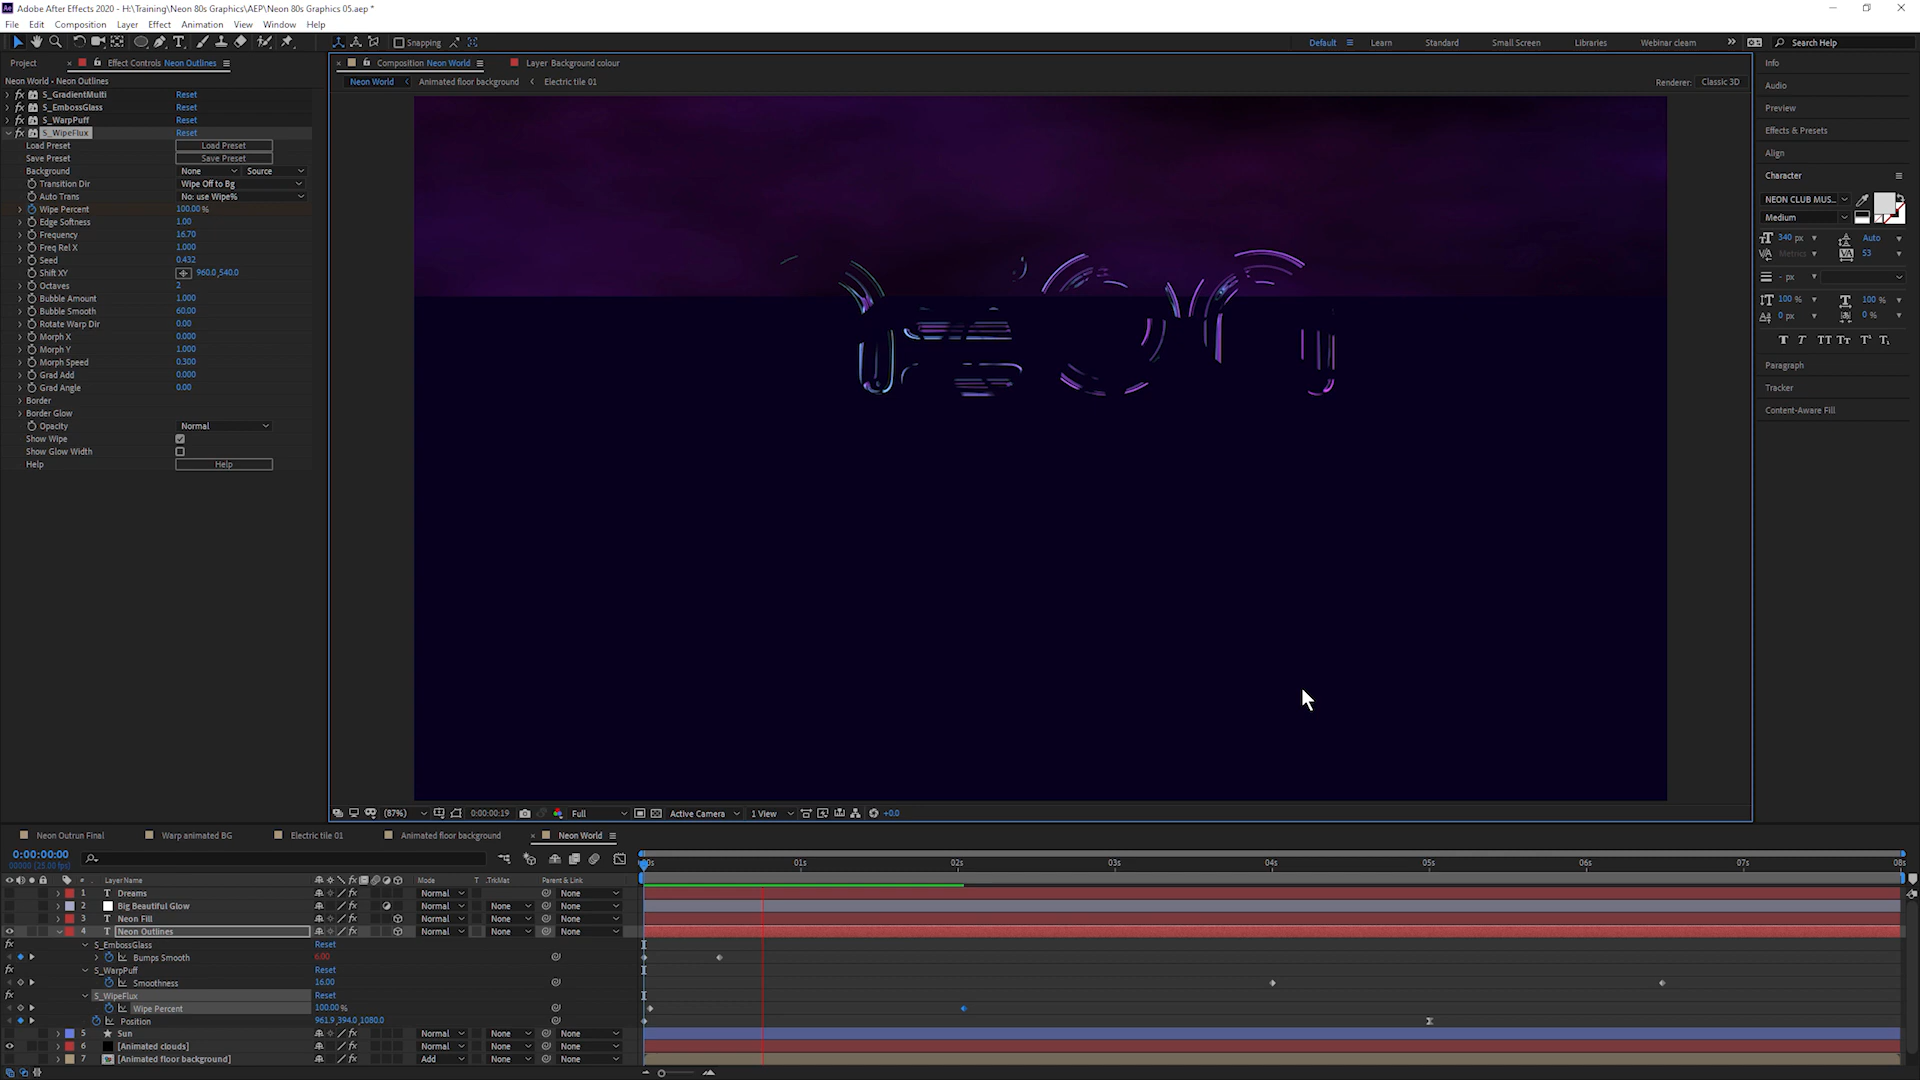 Adobe After Effects 2020 - H:\Training\Neon 80s Graphics\AEP\Neon 80s Graphics 05.aep *
File Edit Composition Layer Effect Animation View Window Help
Snapping
Default Learn Standard Small Screen Libraries Webinar cleam Search Help
Project Effect Controls Neon Outlines
Composition Neon World Layer Background colour
Neon World • Neon Outlines
Neon World Animated floor background Electric tile 01
Renderer: Classic 3D
fx S_GradientMulti Reset
fx S_EmbossGlass Reset
fx S_WarpPuff Reset
fx S_WipeFlux Reset
Load Preset Load Preset
Save Preset Save Preset
Background None Source
Transition Dir Wipe Off to Bg
Auto Trans No: use Wipe%
Wipe Percent 100.00 %
Edge Softness 1.00
Frequency 16.70
Freq Rel X 1.000
Seed 0.432
Shift XY 960.0,540.0
Octaves 2
Bubble Amount 1.000
Bubble Smooth 60.00
Rotate Warp Dir 0.00
Morph X 0.000
Morph Y 1.000
Morph Speed 0.300
Grad Add 0.000
Grad Angle 0.00
Border
Border Glow
Opacity Normal
Show Wipe
Show Glow Width
Help Help
Info
Audio
Preview
Effects & Presets
Align
Character
NEON CLUB MUS...
Medium
340 px Auto
Metrics 53
- px
100 % 100 %
0 px 0 %
T T TT Tт T¹ T₁
Paragraph
Tracker
Content-Aware Fill
(87%) 0:00:00:19 Full Active Camera 1 View +0.0
Neon Outrun Final Warp animated BG Electric tile 01 Animated floor background Neon World
0:00:00:00
00000 (25.00 fps)
01s 02s 03s 04s 05s 06s 07s 08s
# Layer Name Mode T .TrkMat Parent & Link
1 T Dreams Normal None
2 Big Beautiful Glow Normal None None
3 T Neon Fill Normal None None
4 T Neon Outlines Normal None None
S_EmbossGlass Reset
Bumps Smooth 6.00
S_WarpPuff Reset
Smoothness 16.00
S_WipeFlux Reset
Wipe Percent 100.00 %
Position 961.9,394.0,1080.0
5 Sun Normal None None
6 [Animated clouds] Normal None None
7 [Animated floor background] Add None None